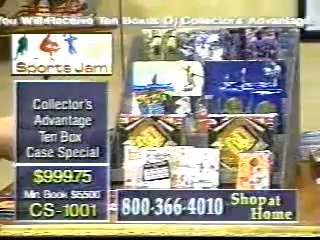 You Will Receive Ten Boxes Of Collector's Advantage
Sports Jam
Collector's
Advantage
Ten Box
Case Special
$999.75
Min Book $5500
CS-1001
800-366-4010
Shop at
Home